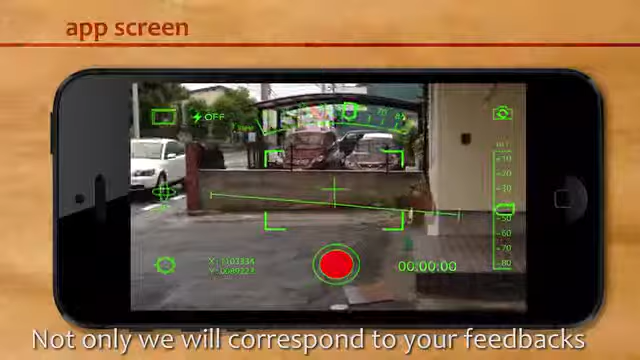 app screen
OFF
+10
+20
+30
-50
-60
-70
-80
X: 1103334
Y: 0089223
00:00:00
Not only we will correspond to your feedbacks